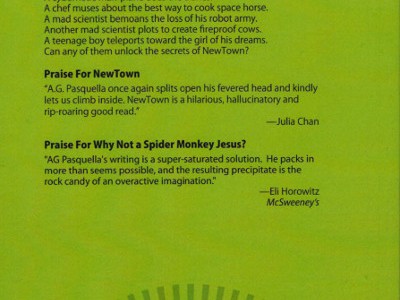 A chef muses about the best way to cook space horse.
A mad scientist bemoans the loss of his robot army.
Another mad scientist plots to create fireproof cows.
A teenage boy teleports toward the girl of his dreams.
Can any of them unlock the secrets of NewTown?
Praise For NewTown
“A.G. Pasquella once again splits open his fevered head and kindly
lets us climb inside. NewTown is a hilarious, hallucinatory and
rip-roaring good read.”
—Julia Chan
Praise For Why Not a Spider Monkey Jesus?
“AG Pasquella’s writing is a super-saturated solution. He packs in
more than seems possible, and the resulting precipitate is the
rock candy of an overactive imagination.”
—Eli Horowitz
McSweeney’s